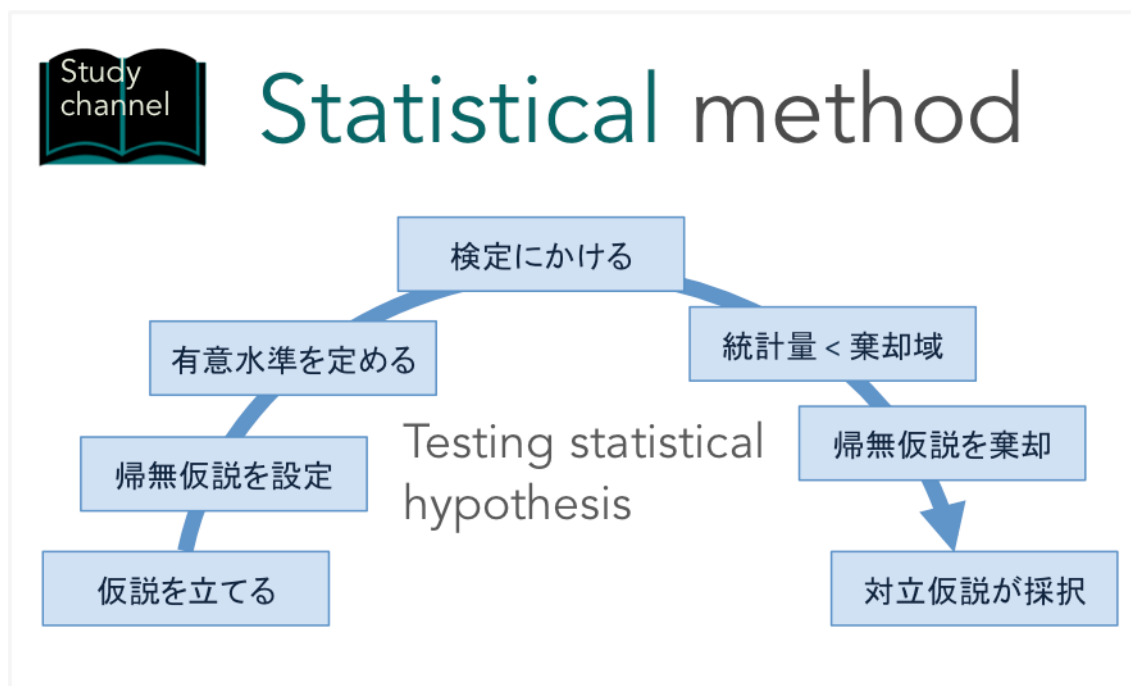 Study
channel
Statistical method
検定にかける
有意水準を定める
統計量 < 棄却域
帰無仮説を設定
Testing statistical
hypothesis
帰無仮説を棄却
仮説を立てる
対立仮説が採択